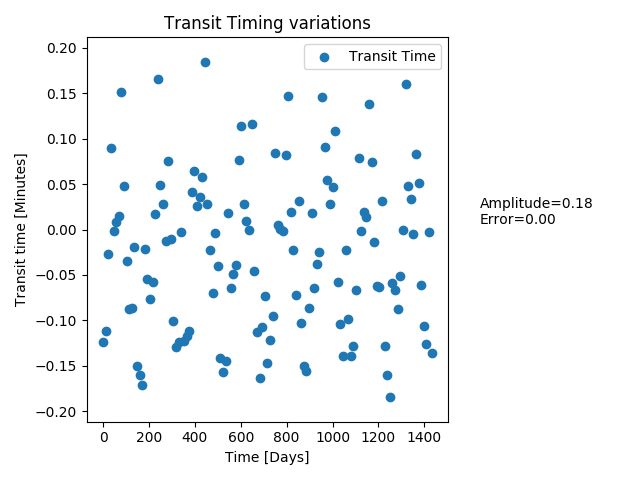 Transit Timing variations
Transit Time
0.20
0.15
0.10
0.05
0.00
−0.05
−0.10
−0.15
−0.20
Transit time [Minutes]
0 200 400 600 800 1000 1200 1400
Time [Days]
Amplitude=0.18
Error=0.00